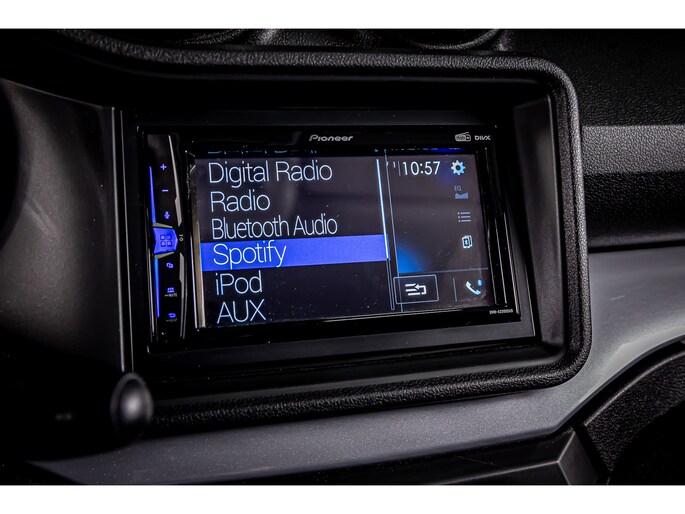 Pioneer
DIVX
Digital Radio
10:57
Radio
EQ
Bluetooth Audio
Spotify
iPod
AUX